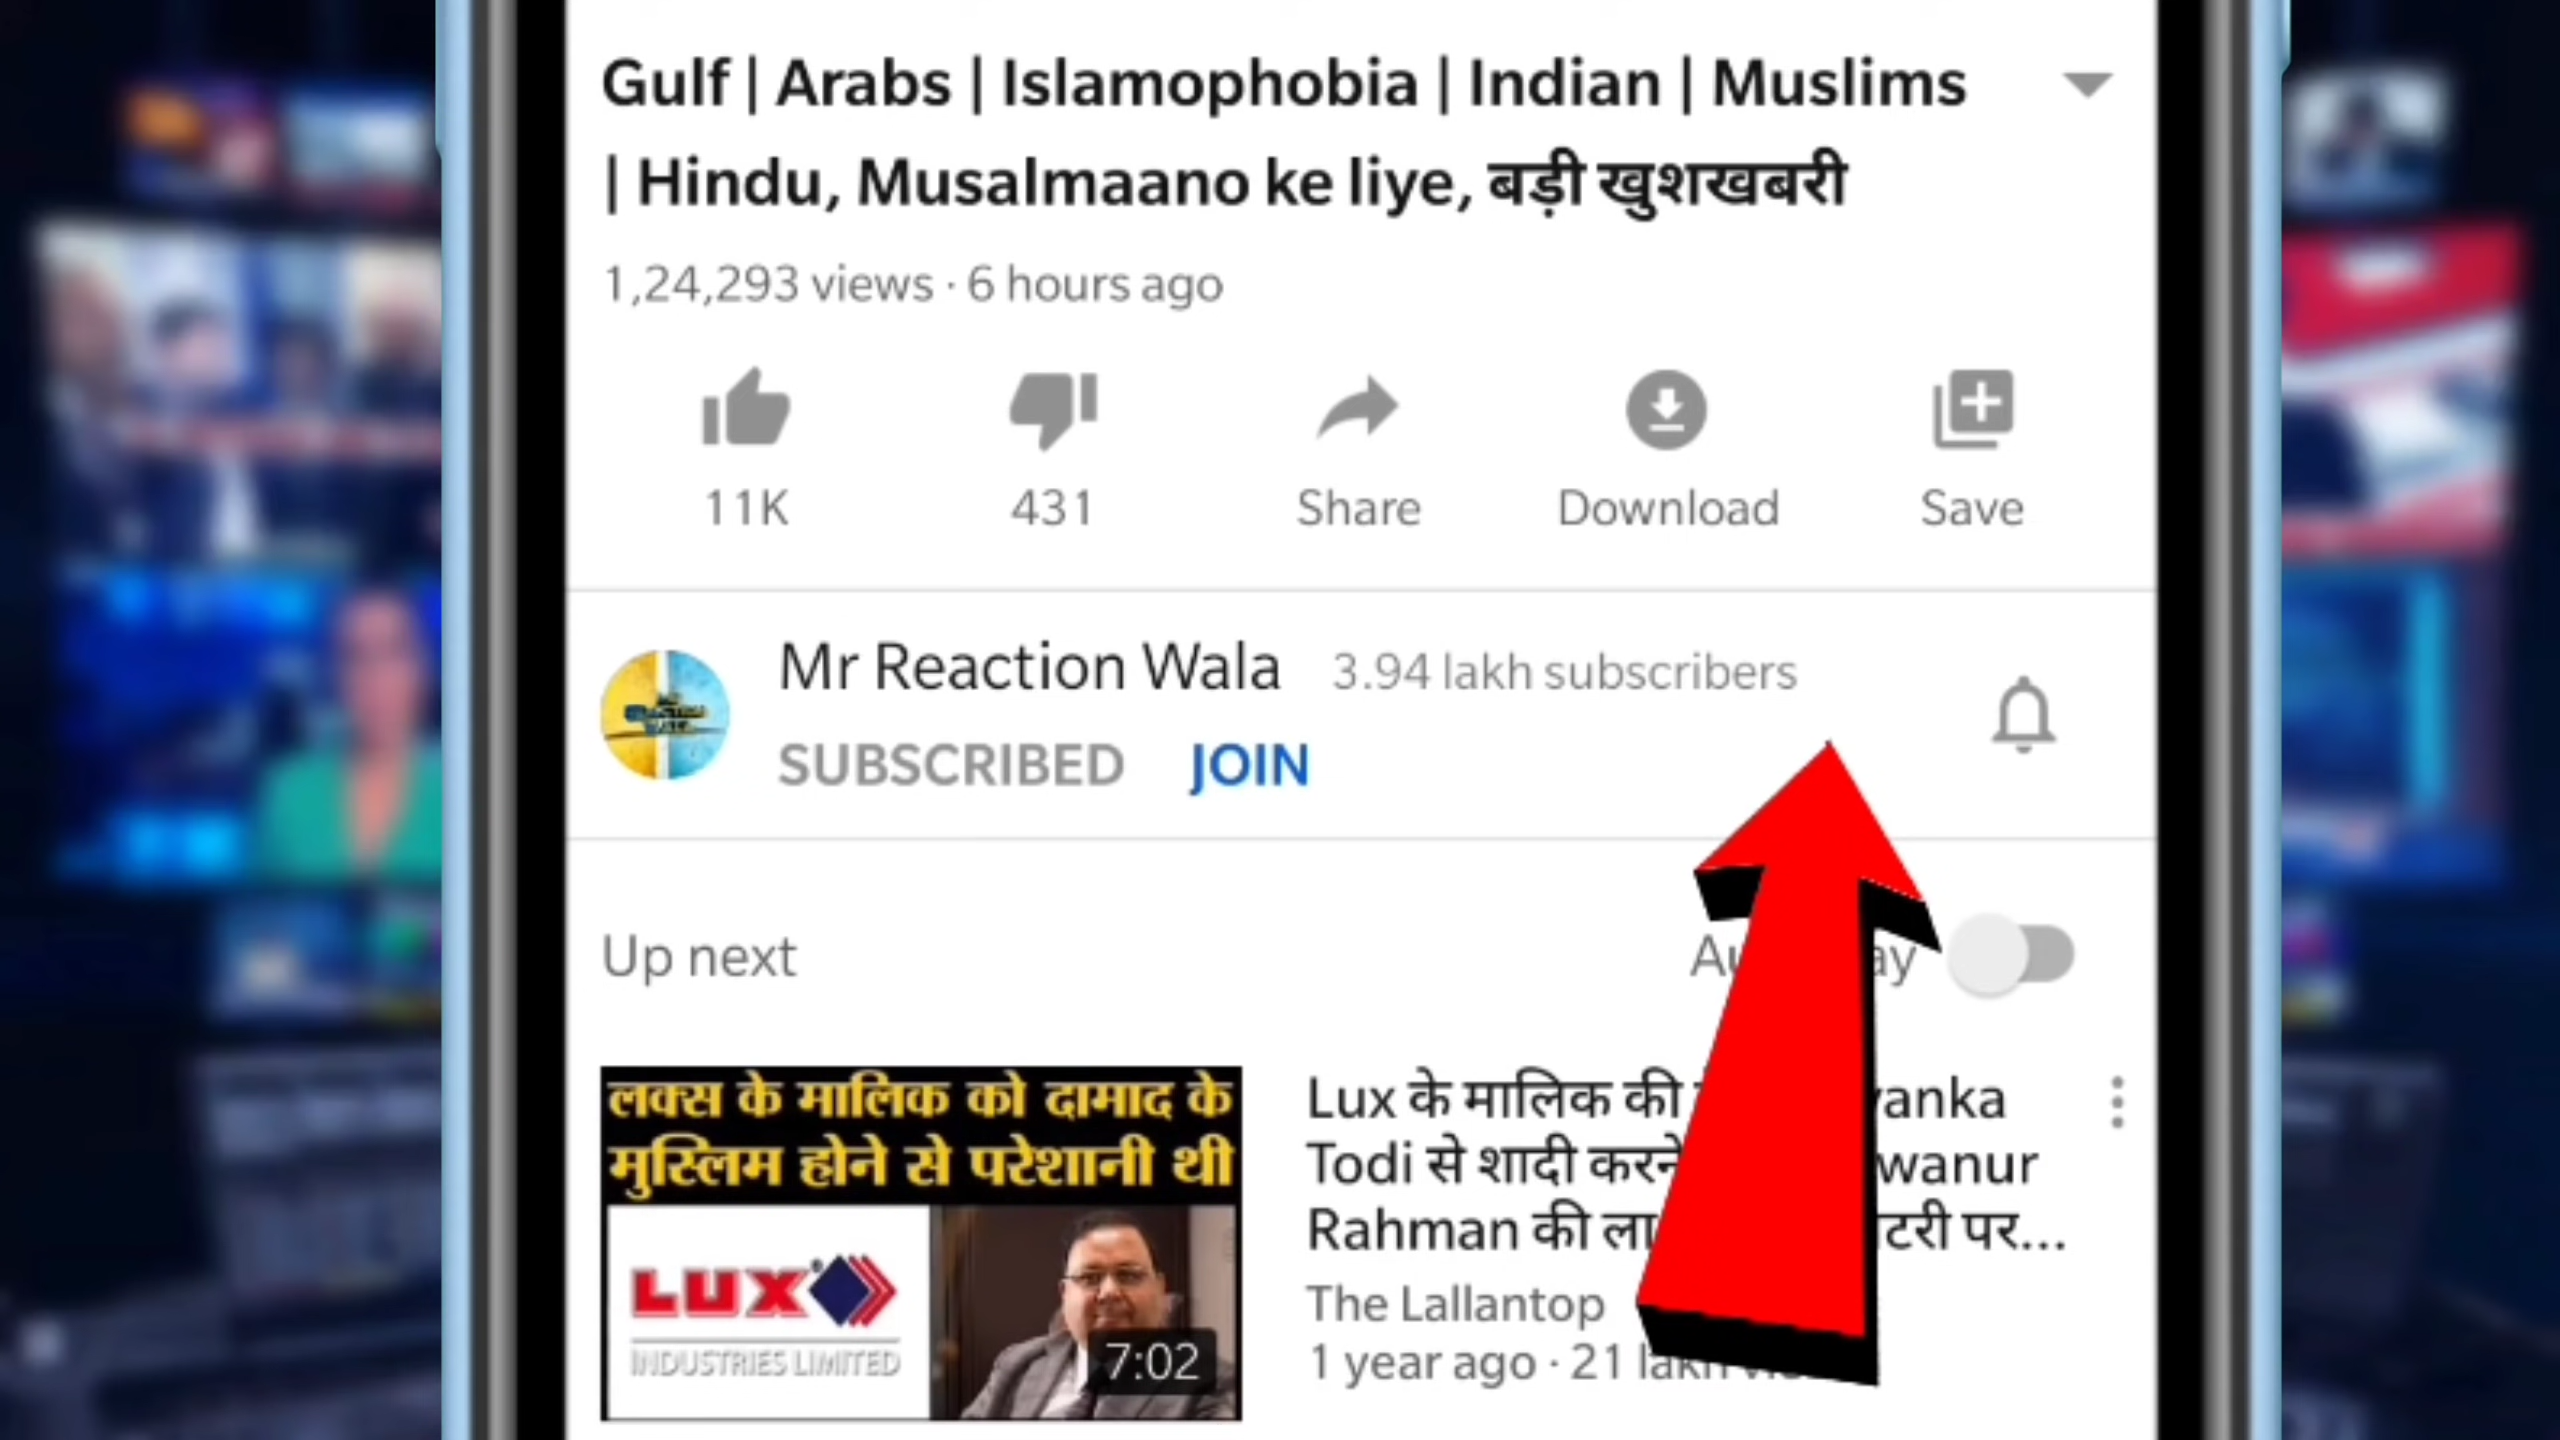 Gulf | Arabs | Islamophobia | Indian | Muslims
| Hindu, Musalmaano ke liye, बड़ी खुशखबरी
1,24,293 views · 6 hours ago
11K 431 Share Download Save
Mr Reaction Wala 3.94 lakh subscribers
SUBSCRIBED JOIN
Up next
लक्स के मालिक को दामाद के
मुस्लिम होने से परेशानी थी
LUX
INDUSTRIES LIMITED
7:02
Lux के मालिक की
Todi से शादी करने
Rahman की पर...
The Lallantop
1 year ago · 21 lakh